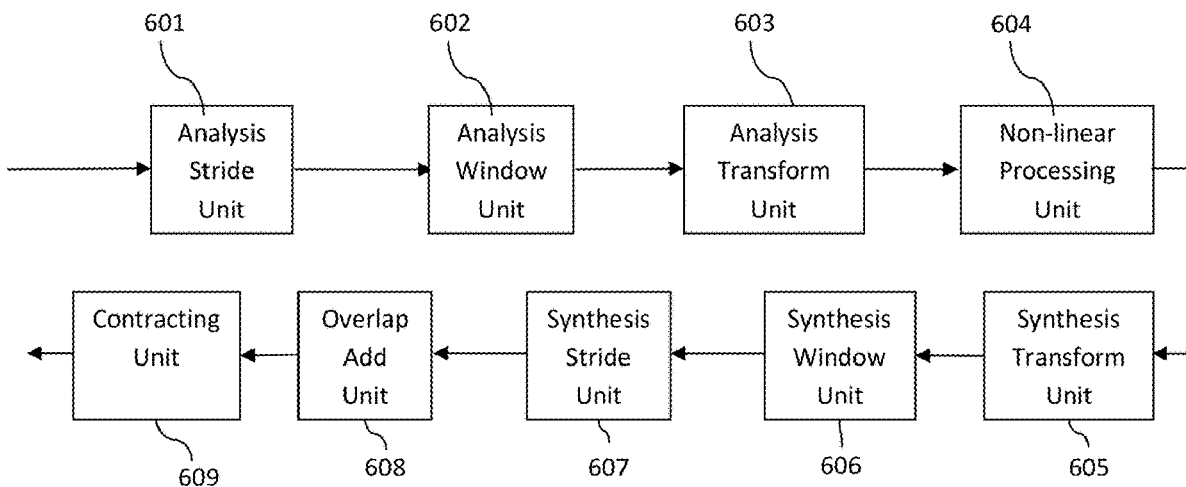 601
602
603
604
Analysis
Stride
Unit
Analysis
Window
Unit
Analysis
Transform
Unit
Non-linear
Processing
Unit
Contracting
Unit
Overlap
Add
Unit
Synthesis
Stride
Unit
Synthesis
Window
Unit
Synthesis
Transform
Unit
609
608
607
606
605